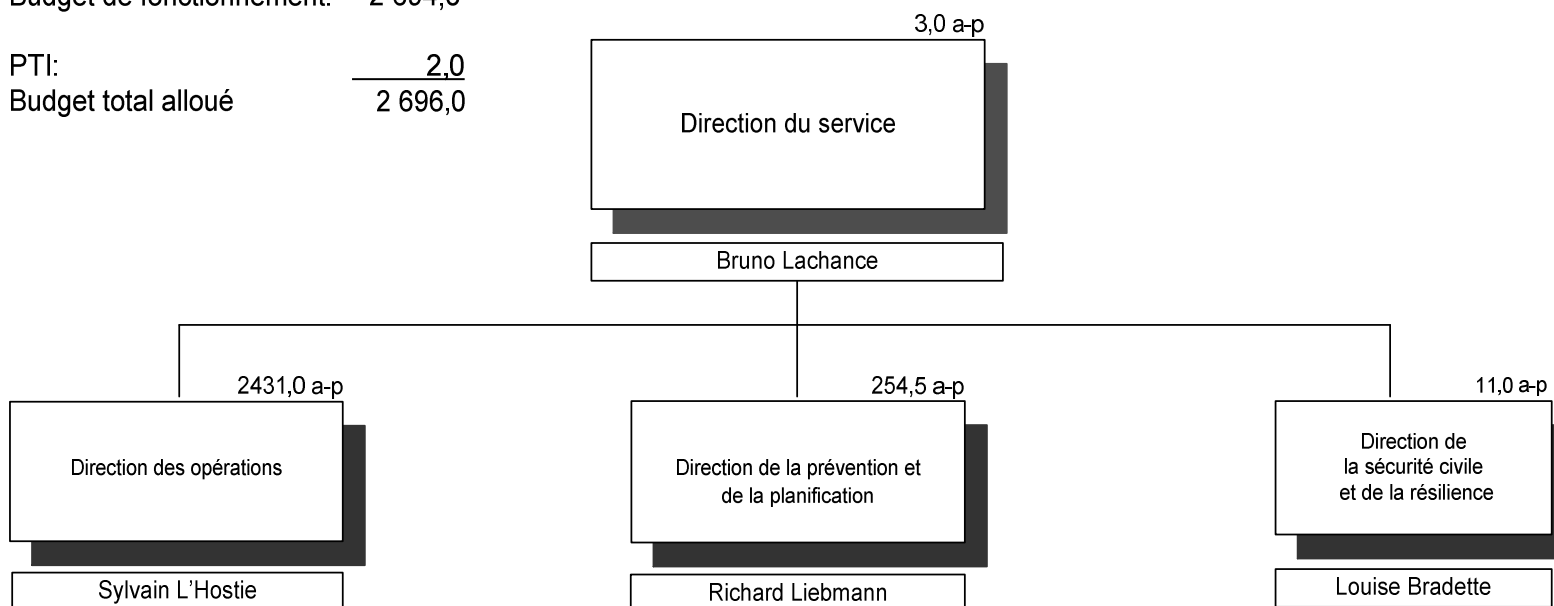 PTI: 2,0
Budget total alloué 2 696,0
3,0 a-p
Direction du service
Bruno Lachance
2431,0 a-p
Direction des opérations
Sylvain L'Hostie
254,5 a-p
Direction de la prévention et
de la planification
Richard Liebmann
11,0 a-p
Direction de
la sécurité civile
et de la résilience
Louise Bradette